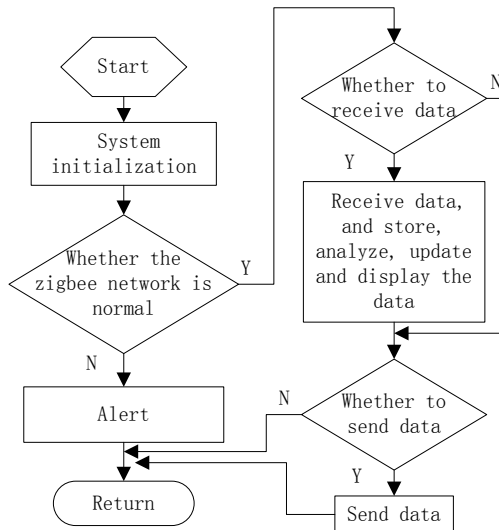 Start
System
initialization
Whether the
zigbee network is
normal
Y
N
Alert
Return
Whether to
receive data
N
Y
Receive data,
and store,
analyze, update
and display the
data
Whether to
send data
N
Y
Send data